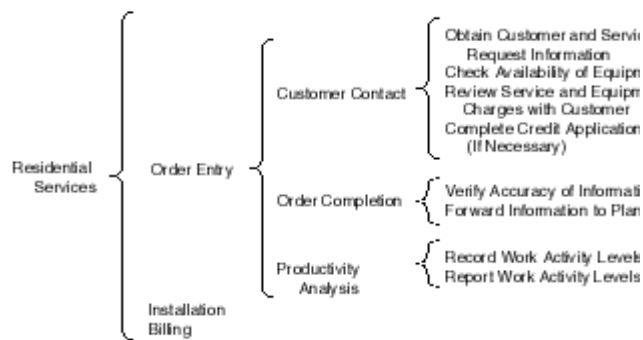 Obtain Customer and Servic
Request Information
Check Availability of Equipm
Customer Contact
Review Service and Equipm
Charges with Customer
Complete Credit Application
(If Necessary)
Residential
Services
Order Entry
Order Completion
Verify Accuracy of Informati
Forward Information to Plan
Productivity
Analysis
Record Work Activity Levels
Report Work Activity Levels
Installation
Billing